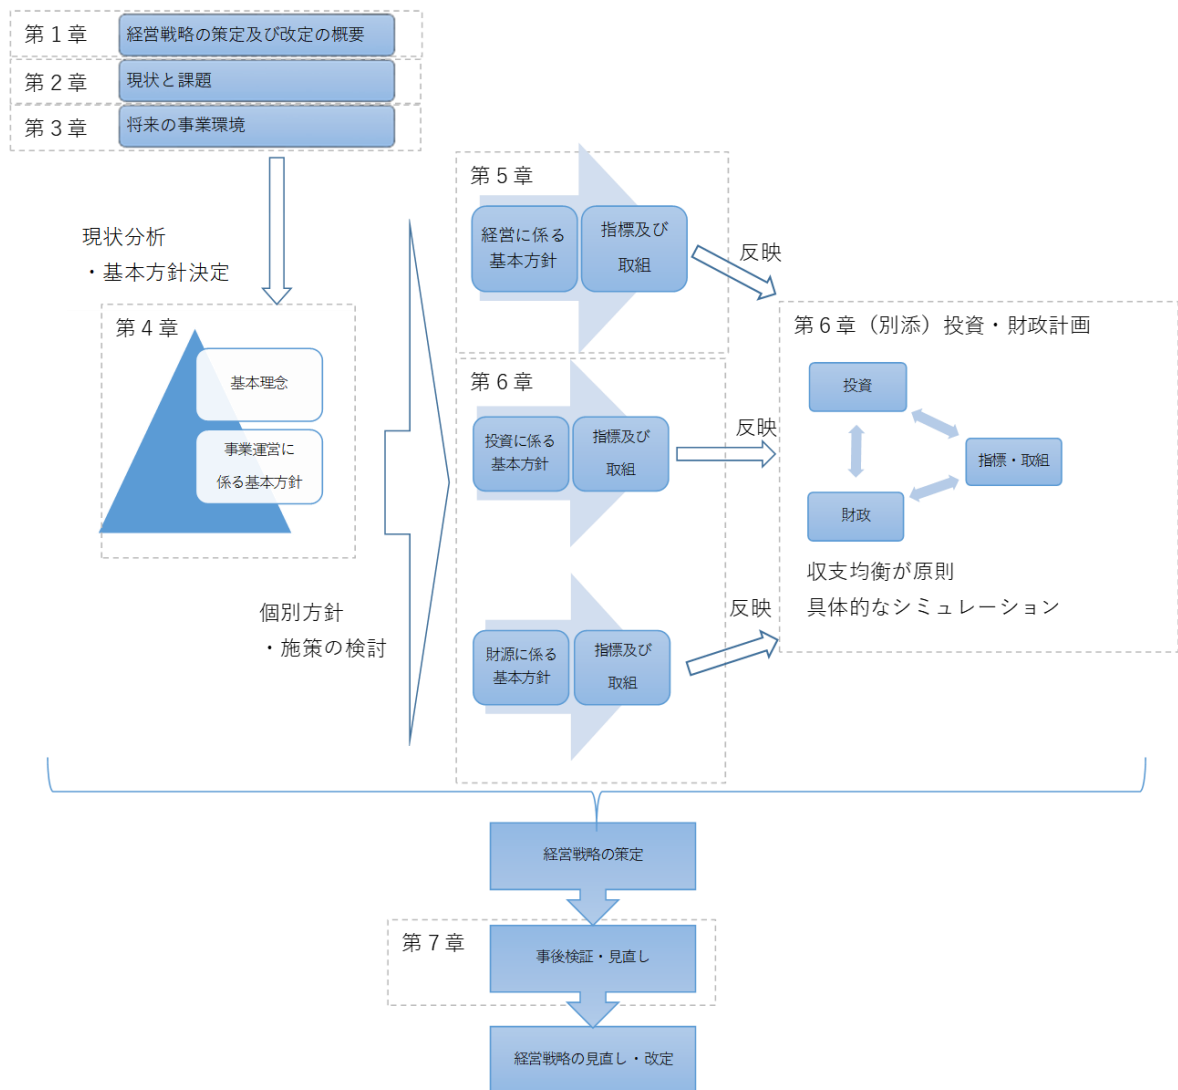 第１章
経営戦略の策定及び改定の概要
第２章
現状と課題
第３章
将来の事業環境
現状分析
・基本方針決定
第４章
基本理念
事業運営に
係る基本方針
個別方針
・施策の検討
第５章
経営に係る
基本方針
指標及び
取組
反映
第６章
投資に係る
基本方針
指標及び
取組
反映
財源に係る
基本方針
指標及び
取組
反映
第６章（別添）投資・財政計画
投資
指標・取組
財政
収支均衡が原則
具体的なシミュレーション
経営戦略の策定
第７章
事後検証・見直し
経営戦略の見直し・改定